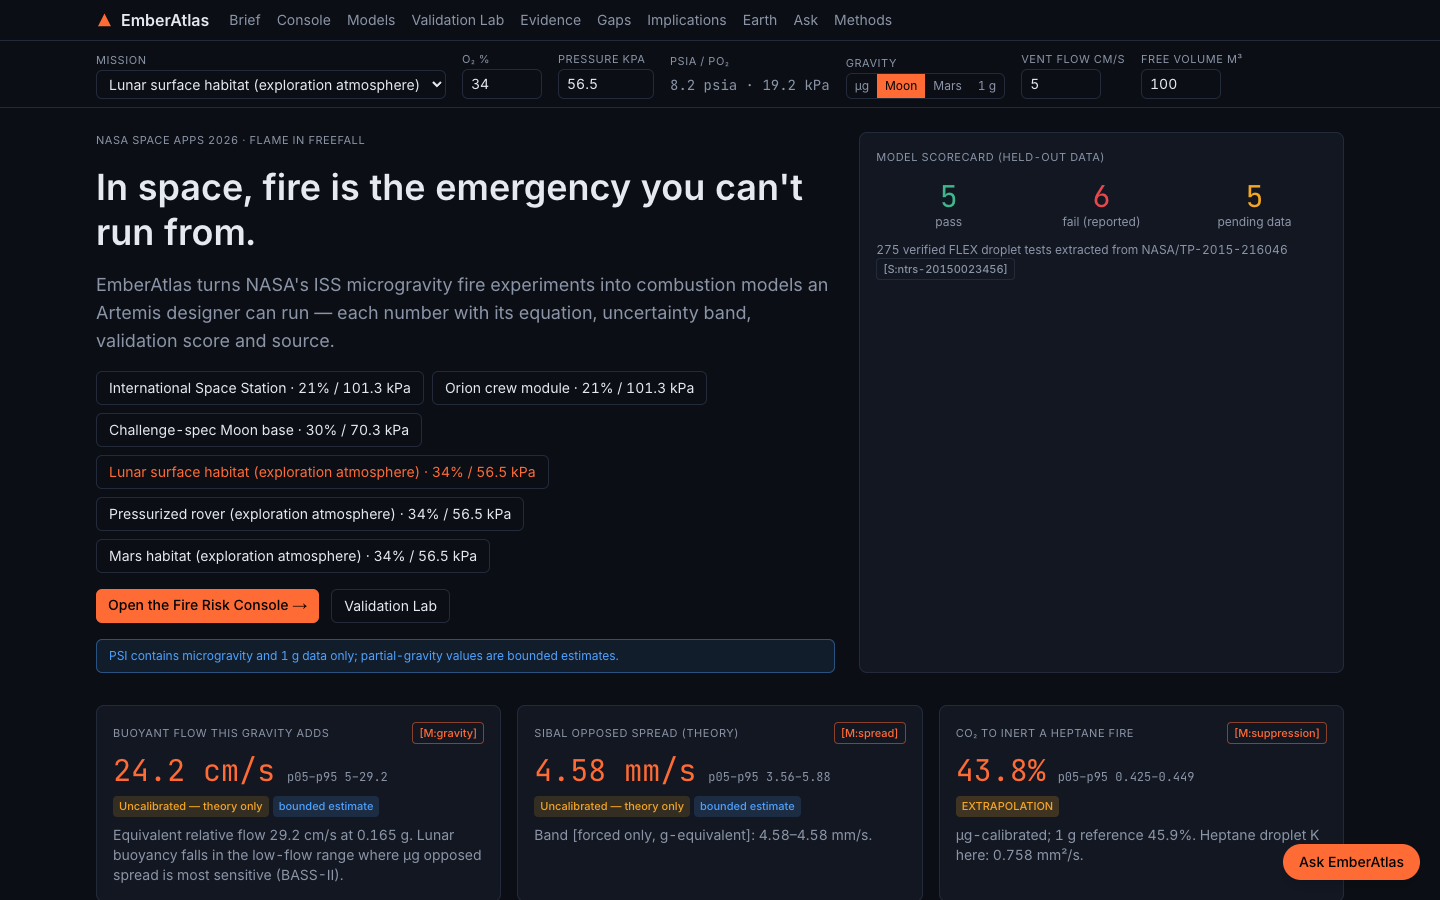 EmberAtlas Brief Console Models Validation Lab Evidence Gaps Implications Earth Ask Methods
MISSION
Lunar surface habitat (exploration atmosphere)
O₂ %
34
PRESSURE KPA
56.5
PSIA / PO₂
8.2 psia · 19.2 kPa
GRAVITY
µg Moon Mars 1 g
VENT FLOW CM/S
5
FREE VOLUME M³
100
NASA SPACE APPS 2026 · FLAME IN FREEFALL
In space, fire is the emergency you can't
run from.
EmberAtlas turns NASA's ISS microgravity fire experiments into combustion models an
Artemis designer can run — each number with its equation, uncertainty band,
validation score and source.
International Space Station · 21% / 101.3 kPa
Orion crew module · 21% / 101.3 kPa
Challenge-spec Moon base · 30% / 70.3 kPa
Lunar surface habitat (exploration atmosphere) · 34% / 56.5 kPa
Pressurized rover (exploration atmosphere) · 34% / 56.5 kPa
Mars habitat (exploration atmosphere) · 34% / 56.5 kPa
Open the Fire Risk Console →
Validation Lab
PSI contains microgravity and 1 g data only; partial-gravity values are bounded estimates.
MODEL SCORECARD (HELD-OUT DATA)
5
pass
6
fail (reported)
5
pending data
275 verified FLEX droplet tests extracted from NASA/TP-2015-216046
[S:ntrs-20150023456]
BUOYANT FLOW THIS GRAVITY ADDS
[M:gravity]
24.2 cm/s p05–p95 5–29.2
Uncalibrated — theory only
bounded estimate
Equivalent relative flow 29.2 cm/s at 0.165 g. Lunar
buoyancy falls in the low-flow range where µg opposed
spread is most sensitive (BASS-II).
SIBAL OPPOSED SPREAD (THEORY)
[M:spread]
4.58 mm/s p05–p95 3.56–5.88
Uncalibrated — theory only
bounded estimate
Band [forced only, g-equivalent]: 4.58–4.58 mm/s.
CO₂ TO INERT A HEPTANE FIRE
[M:suppression]
43.8% p05–p95 0.425–0.449
EXTRAPOLATION
µg-calibrated; 1 g reference 45.9%. Heptane droplet K
here: 0.758 mm²/s.
Ask EmberAtlas